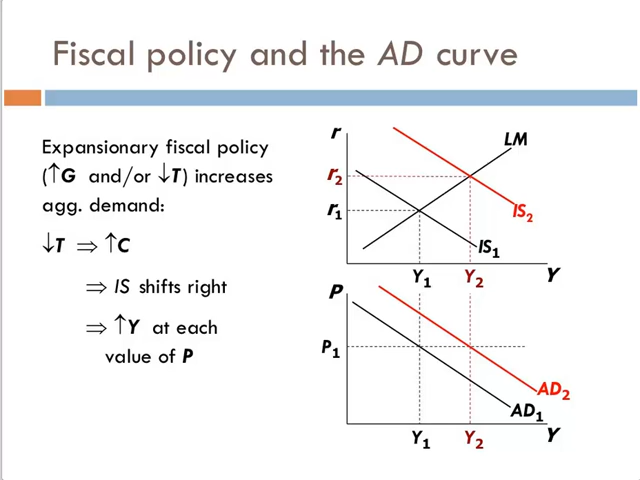 Fiscal policy and the AD curve
Expansionary fiscal policy
(↑G and/or ↓T) increases
agg. demand:
↓T ⇒ ↑C
⇒ IS shifts right
⇒ ↑Y at each
value of P
r
LM
r2
r1
IS2
IS1
Y1
Y2
Y
P
P1
AD2
AD1
Y1
Y2
Y